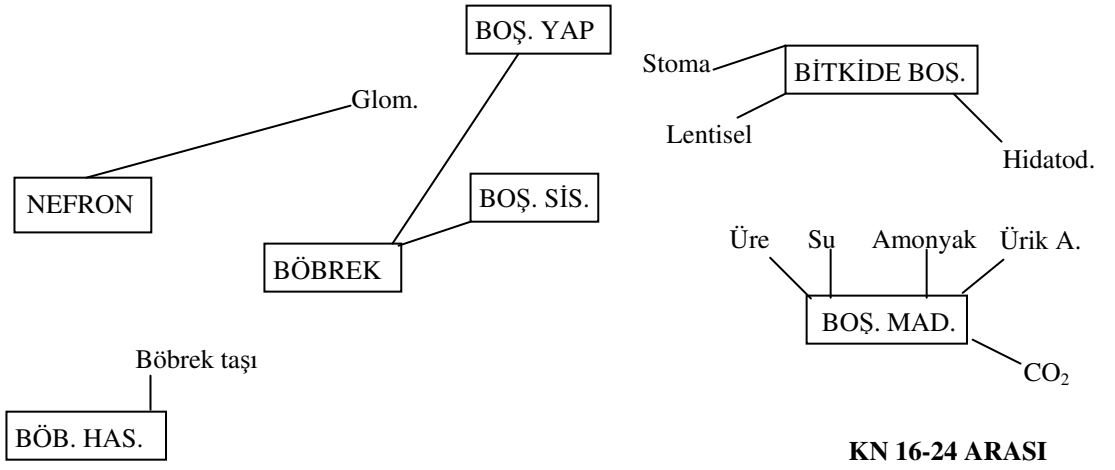 BOŞ. YAP
Stoma
BİTKİDE BOŞ.
Glom.
Lentisel
Hidatod.
NEFRON
BOŞ. SİS.
Üre
Su
Amonyak
Ürik A.
BÖBREK
BOŞ. MAD.
Böbrek taşı
CO₂
BÖB. HAS.
KN 16-24 ARASI